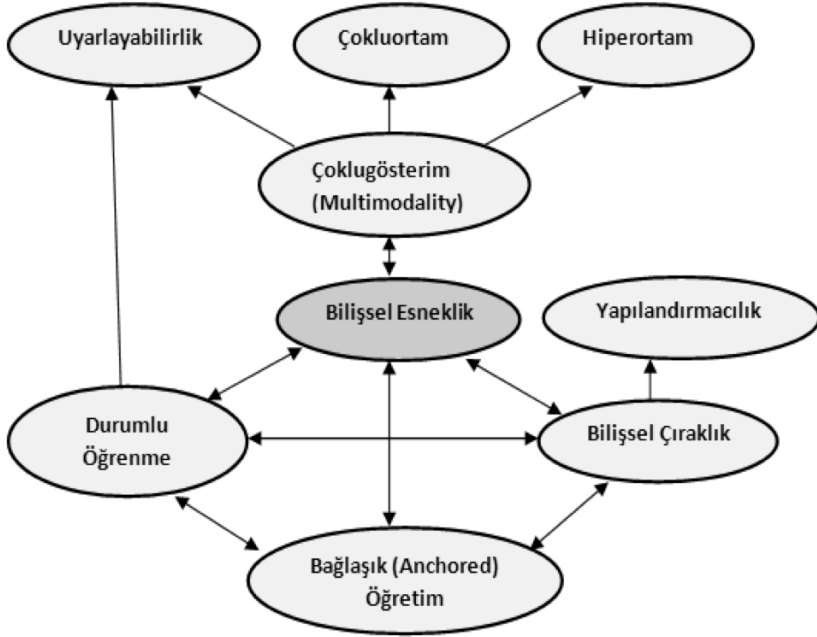 Uyarlayabilirlik
Çokluortam
Hiperortam
Çoklugösterim
(Multimodality)
Bilişsel Esneklik
Yapılandırmacılık
Durumlu
Öğrenme
Bilişsel Çıraklık
Bağlaşık (Anchored)
Öğretim